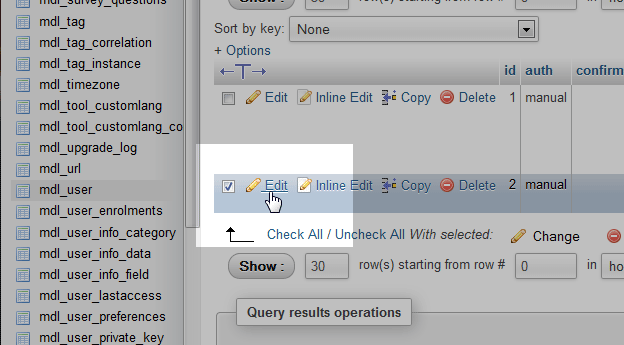 mdl_survey_questions
mdl_tag
mdl_tag_correlation
mdl_tag_instance
mdl_timezone
mdl_tool_customlang
mdl_tool_customlang_co
mdl_upgrade_log
mdl_url
mdl_user
mdl_user_enrolments
mdl_user_info_category
mdl_user_info_data
mdl_user_info_field
mdl_user_lastaccess
mdl_user_preferences
mdl_user_private_key
Show : row(s) starting from row # in
Sort by key: None
+ Options
←T→ id auth confirm
Edit Inline Edit Copy Delete 1 manual
Edit Inline Edit Copy Delete 2 manual
Check All / Uncheck All With selected: Change
Show : 30 row(s) starting from row # 0 in ho
Query results operations